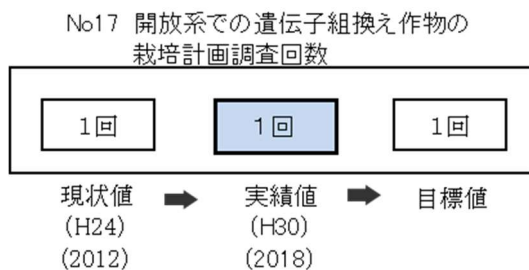 No17 開放系での遺伝子組換え作物の
栽培計画調査回数
1回
1回
1回
現状値 ➡ 実績値 ➡ 目標値
(H24) (H30)
(2012) (2018)